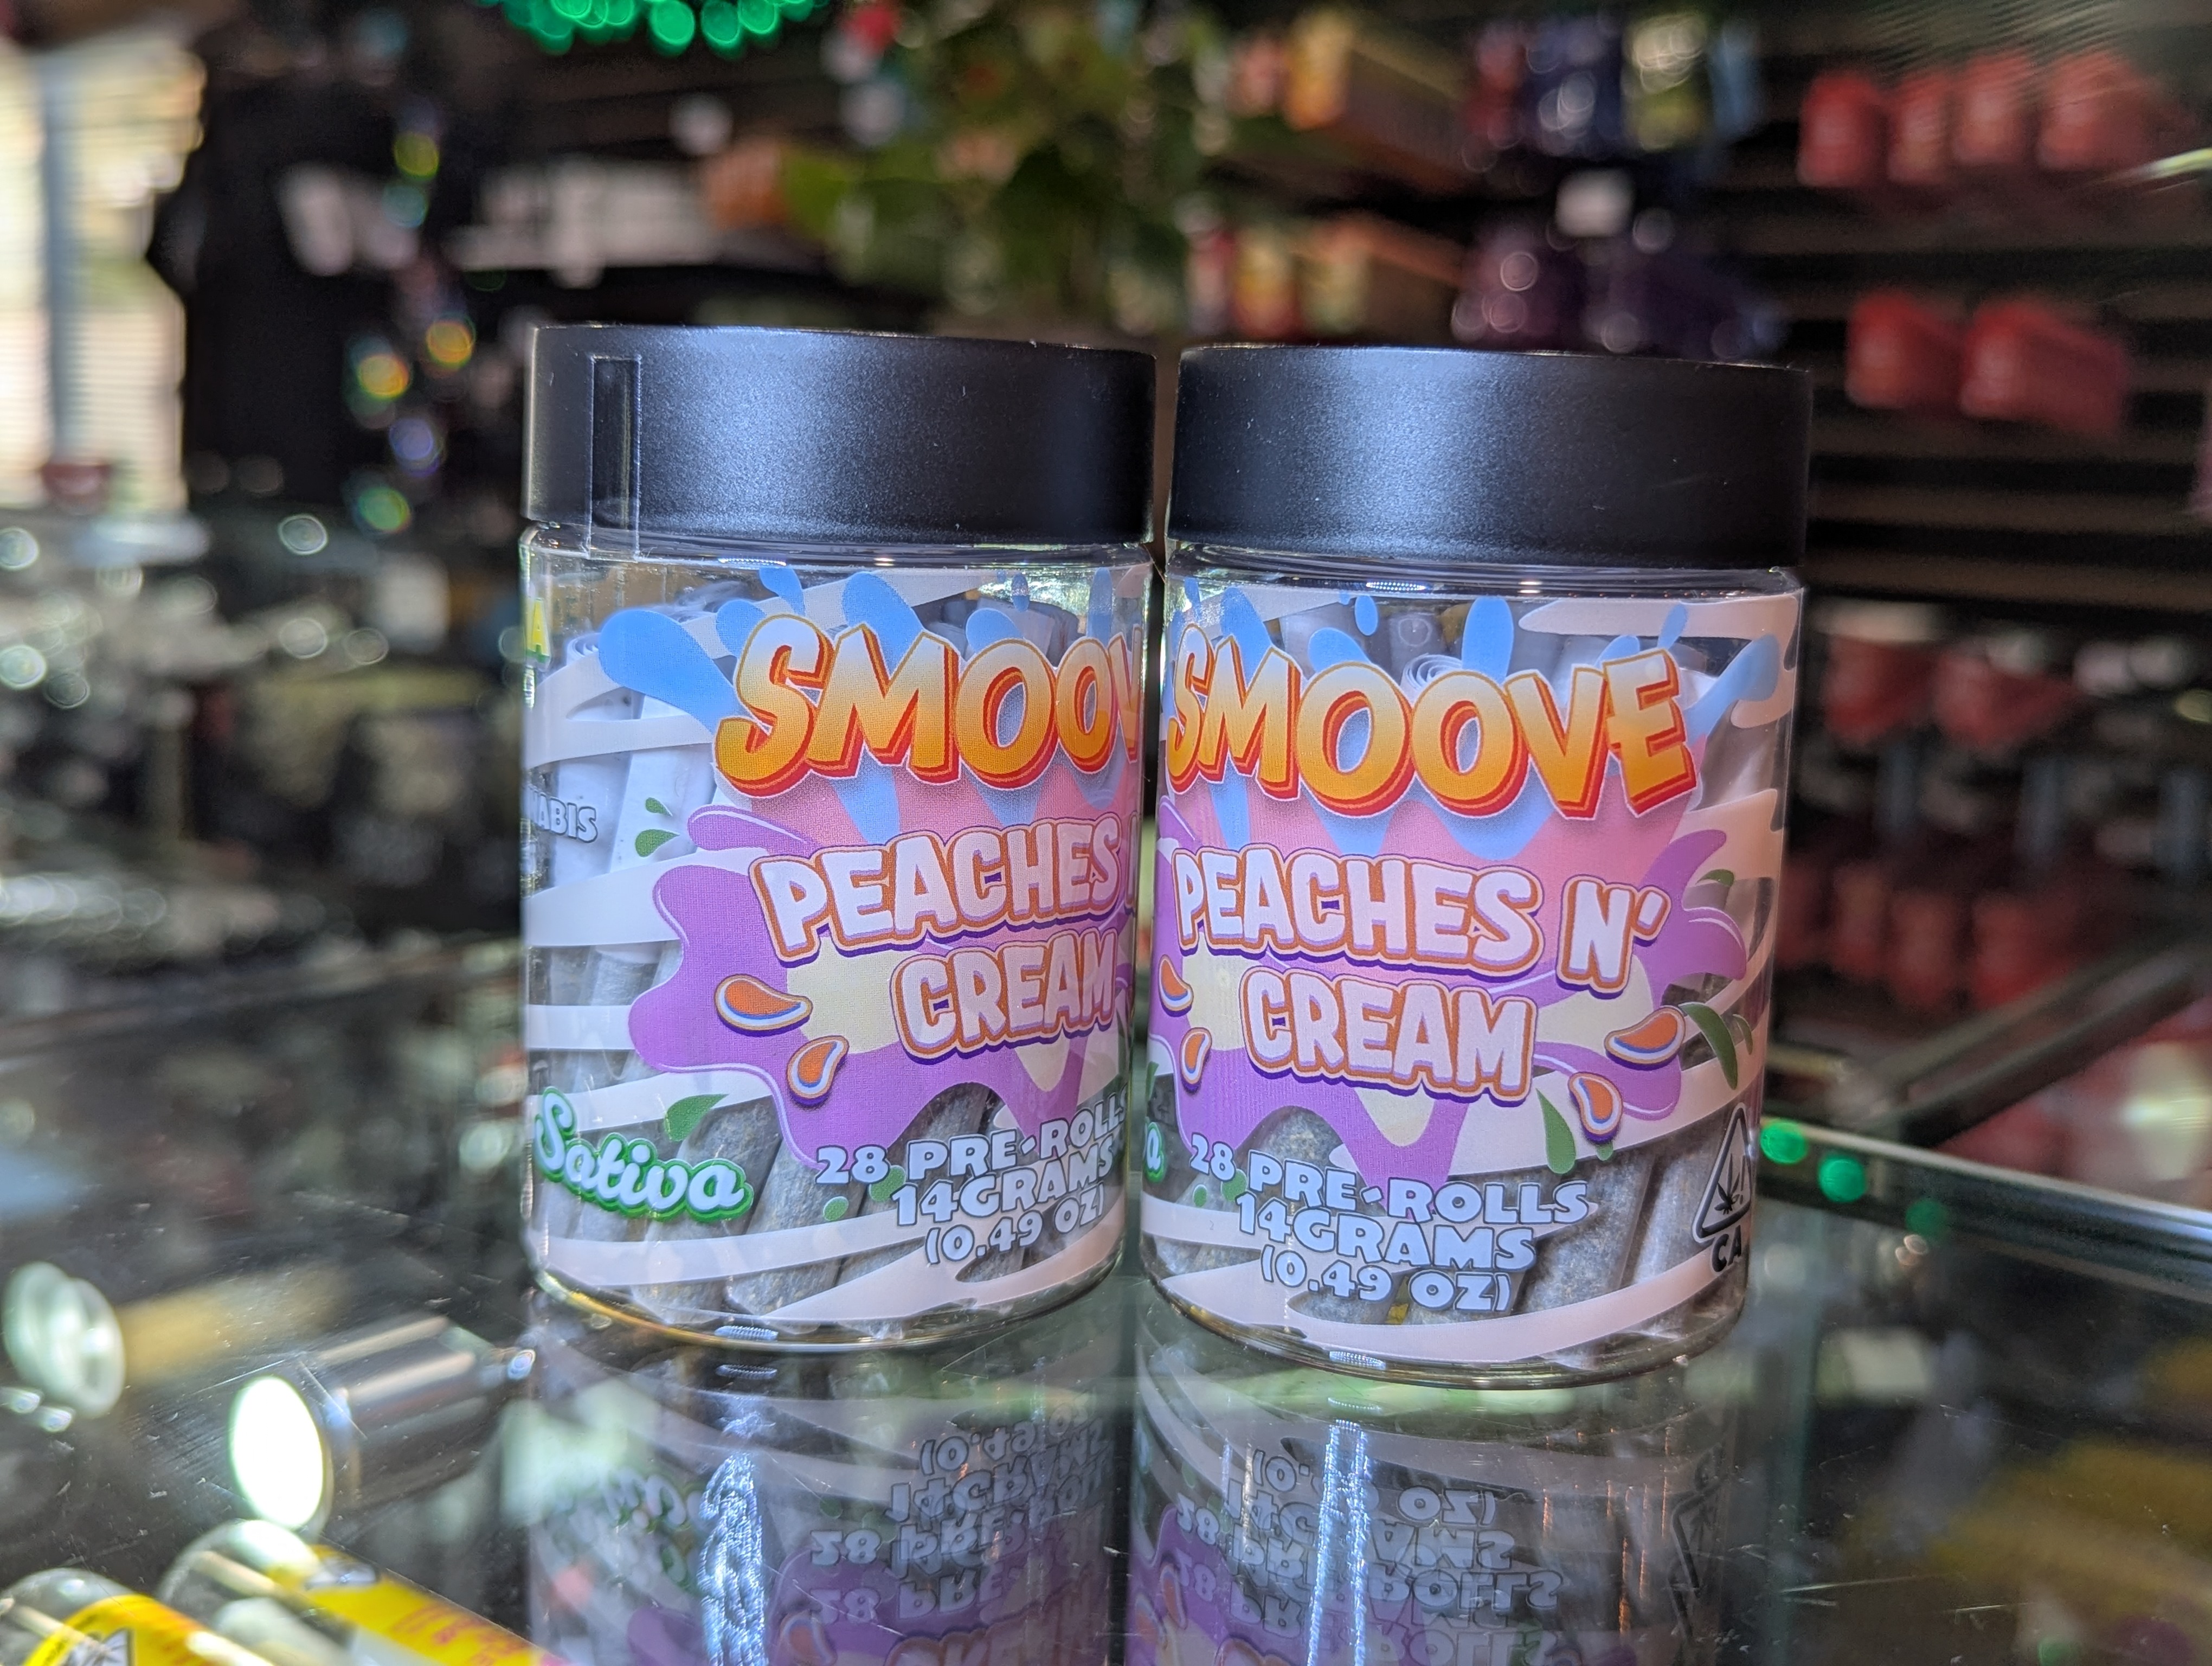 SMOOV
PEACHES
CREAM
Sativa
28 PRE-ROLLS
14GRAMS
(0.49 OZ)
SMOOVE
PEACHES N'
CREAM
28 PRE-ROLLS
14GRAMS
(0.49 OZ)
CA